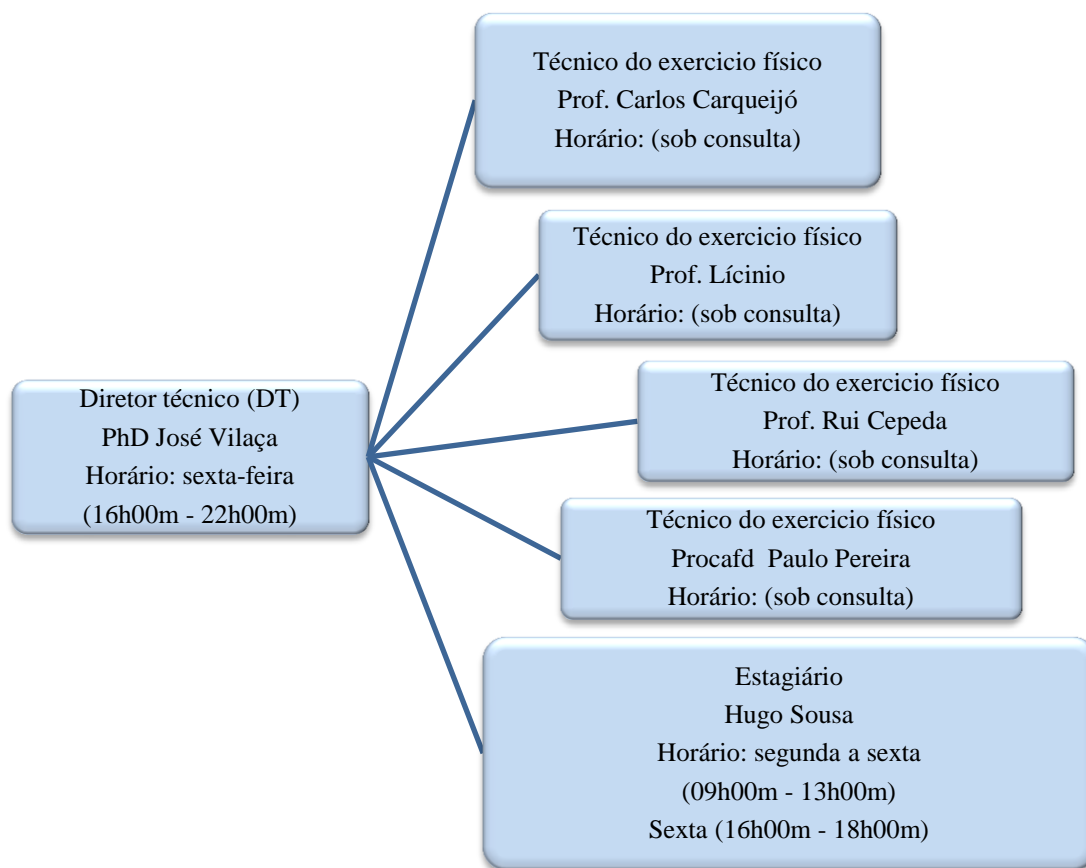 Técnico do exercicio físico
Prof. Carlos Carqueijó
Horário: (sob consulta)
Técnico do exercicio físico
Prof. Lícinio
Horário: (sob consulta)
Técnico do exercicio físico
Prof. Rui Cepeda
Horário: (sob consulta)
Diretor técnico (DT)
PhD José Vilaça
Horário: sexta-feira
(16h00m - 22h00m)
Técnico do exercicio físico
Procafd Paulo Pereira
Horário: (sob consulta)
Estagiário
Hugo Sousa
Horário: segunda a sexta
(09h00m - 13h00m)
Sexta (16h00m - 18h00m)